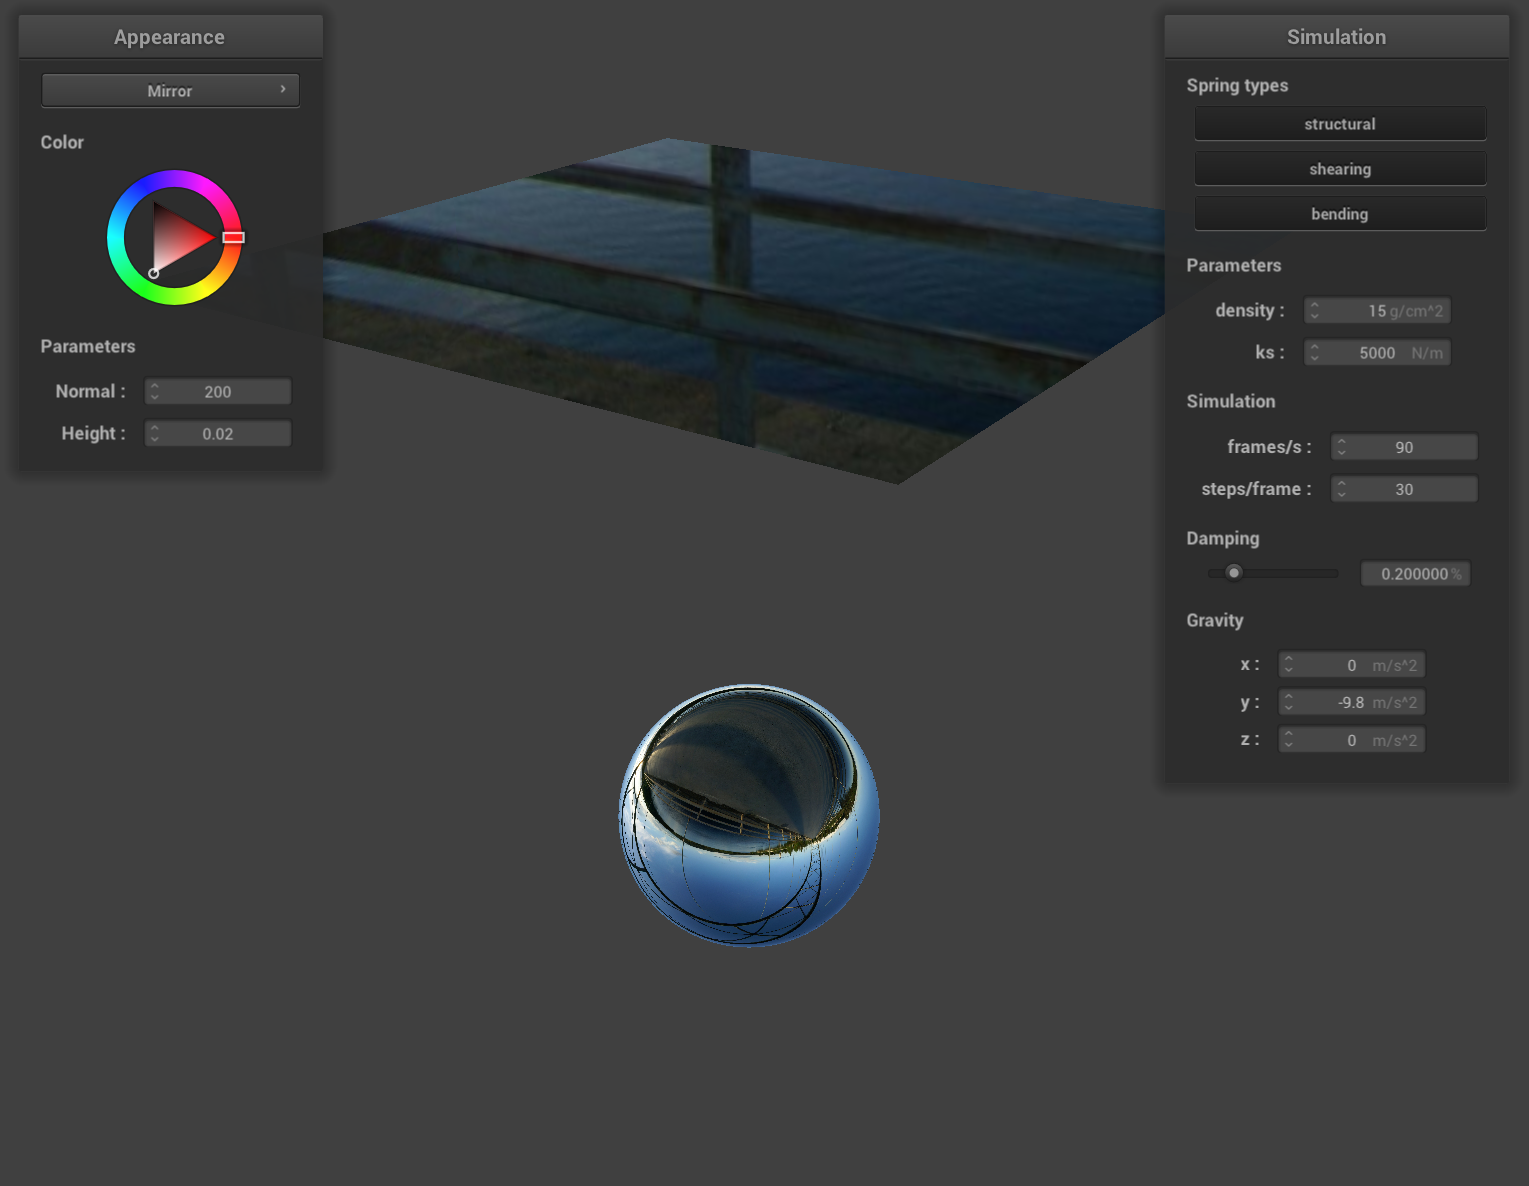 Appearance
Mirror
Color
Parameters
Normal : 200
Height : 0.02
Simulation
Spring types
structural
shearing
bending
Parameters
density : 15 g/cm^2
ks : 5000 N/m
Simulation
frames/s : 90
steps/frame : 30
Damping
0.200000 %
Gravity
x : 0 m/s^2
y : -9.8 m/s^2
z : 0 m/s^2